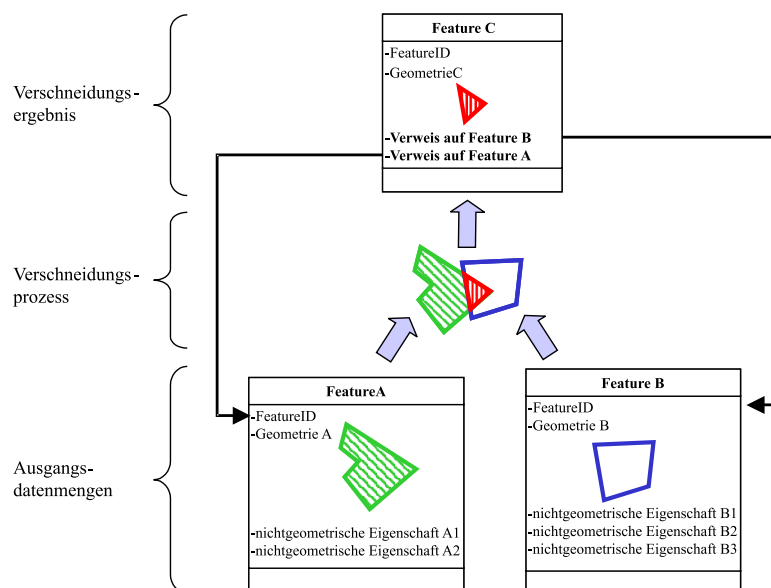 Feature C
-FeatureID
-GeometrieC
-Verweis auf Feature B
-Verweis auf Feature A
Verschneidungs-
ergebnis
Verschneidungs-
prozess
Ausgangs-
datenmengen
FeatureA
-FeatureID
-Geometrie A
-nichtgeometrische Eigenschaft A1
-nichtgeometrische Eigenschaft A2
Feature B
-FeatureID
-Geometrie B
-nichtgeometrische Eigenschaft B1
-nichtgeometrische Eigenschaft B2
-nichtgeometrische Eigenschaft B3